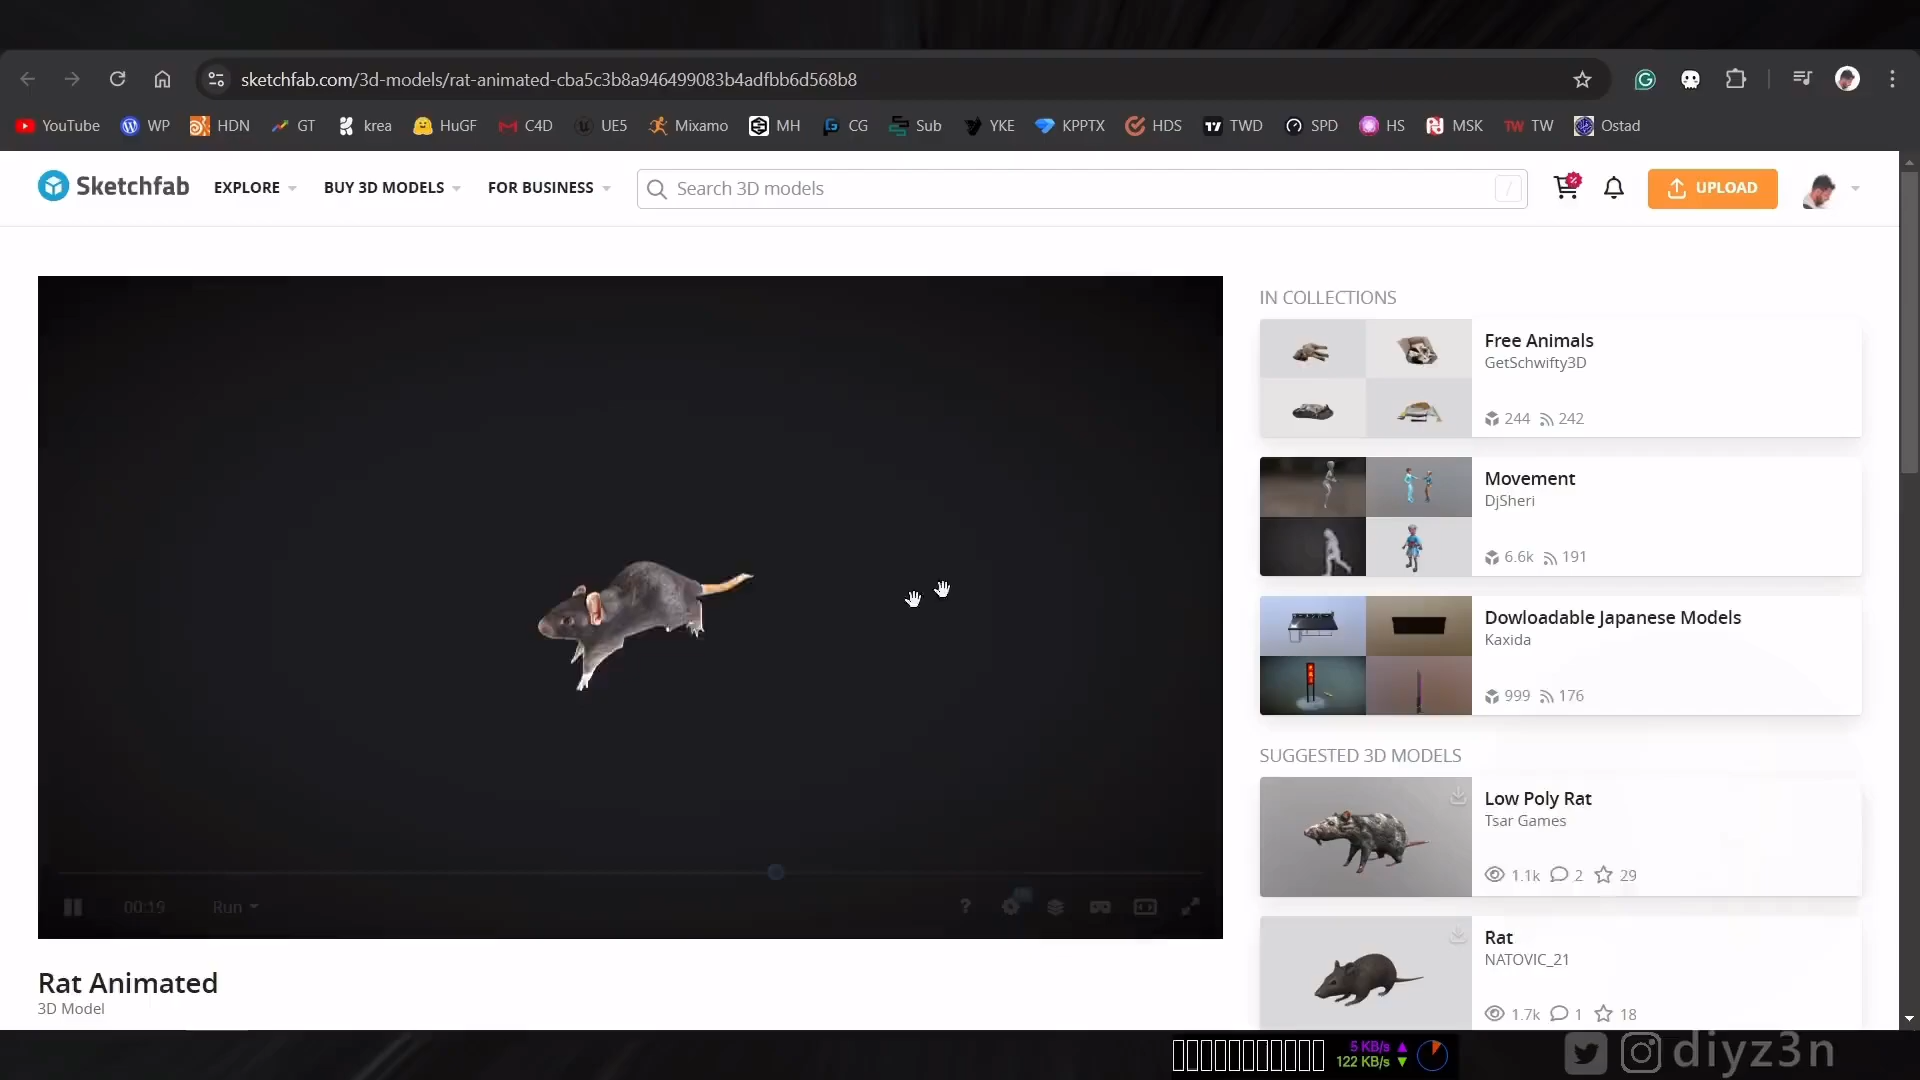 sketchfab.com/3d-models/rat-animated-cba5c3b8a946499083b4adfbb6d568b8
YouTube WP HDN GT krea HuGF C4D UE5 Mixamo MH CG Sub YKE KPPTX HDS TWD SPD HS MSK TW TW Ostad
Sketchfab EXPLORE BUY 3D MODELS FOR BUSINESS Search 3D models / UPLOAD
IN COLLECTIONS
Free Animals
GetSchwifty3D
244 242
Movement
DjSheri
6.6k 191
Dowloadable Japanese Models
Kaxida
999 176
SUGGESTED 3D MODELS
Low Poly Rat
Tsar Games
1.1k 2 29
Rat
NATOVIC_21
1.7k 1 18
00:19 Run ?
Rat Animated
3D Model
5 KB/s
122 KB/s
diyz3n